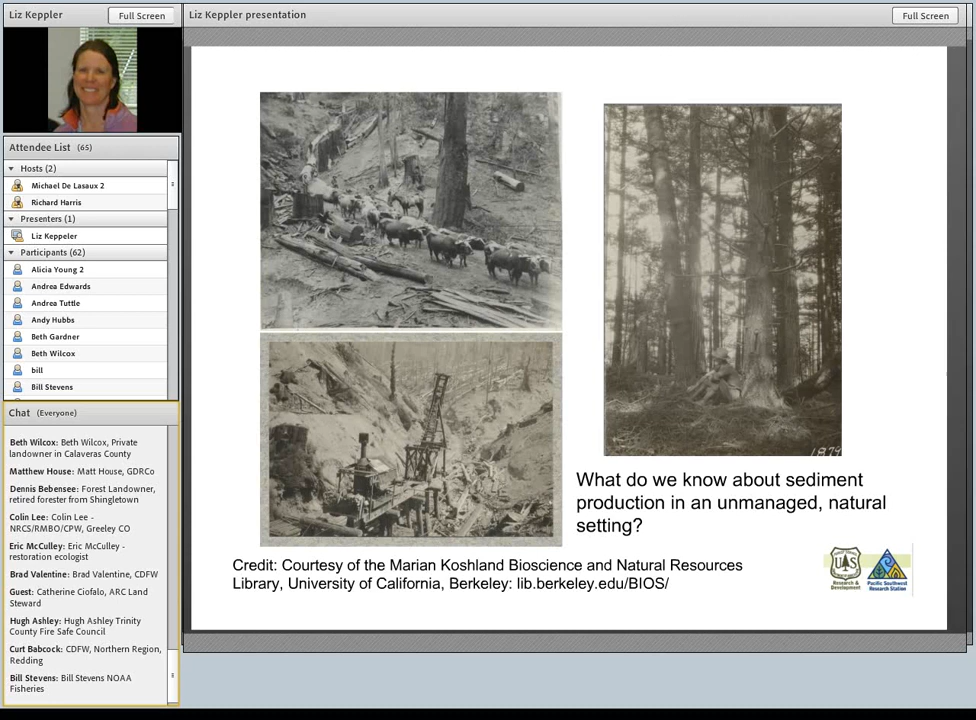 Liz Keppler
Full Screen
Liz Keppler presentation
Full Screen
Attendee List (65)
Hosts (2)
Michael De Lasaux 2
Richard Harris
Presenters (1)
Liz Keppeler
Participants (62)
Alicia Young 2
Andrea Edwards
Andrea Tuttle
Andy Hubbs
Beth Gardner
Beth Wilcox
bill
Bill Stevens
Chat (Everyone)
Beth Wilcox: Beth Wilcox, Private
landowner in Calaveras County
Matthew House: Matt House, GDRCo
Dennis Bebensee: Forest Landowner,
retired forester from Shingletown
Colin Lee: Colin Lee -
NRCS/RMBO/CPW, Greeley CO
Eric McCulley: Eric McCulley -
restoration ecologist
Brad Valentine: Brad Valentine, CDFW
Guest: Catherine Ciofalo, ARC Land
Steward
Hugh Ashley: Hugh Ashley Trinity
County Fire Safe Council
Curt Babcock: CDFW, Northern Region,
Redding
Bill Stevens: Bill Stevens NOAA
Fisheries
What do we know about sediment
production in an unmanaged, natural
setting?
Credit: Courtesy of the Marian Koshland Bioscience and Natural Resources
Library, University of California, Berkeley: lib.berkeley.edu/BIOS/
UAS
Research &
Development
Pacific Southwest
Research Station